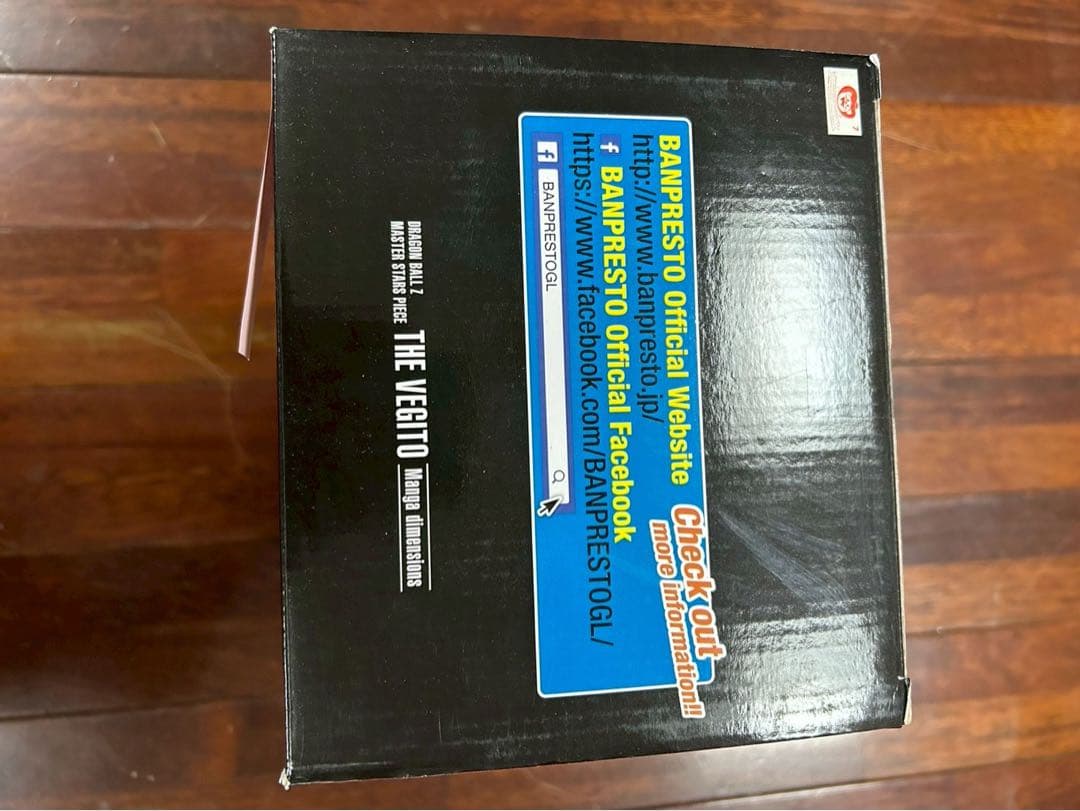 BANPRESTO Official Website
http://www.banpresto.jp/
f BANPRESTO Official Facebook
https://www.facebook.com/BANPRESTOGL/
f BANPRESTOGL
Check out
more information!!
DRAGON BALL Z
MASTER STARS PIECE THE VEGITO Manga dimensions